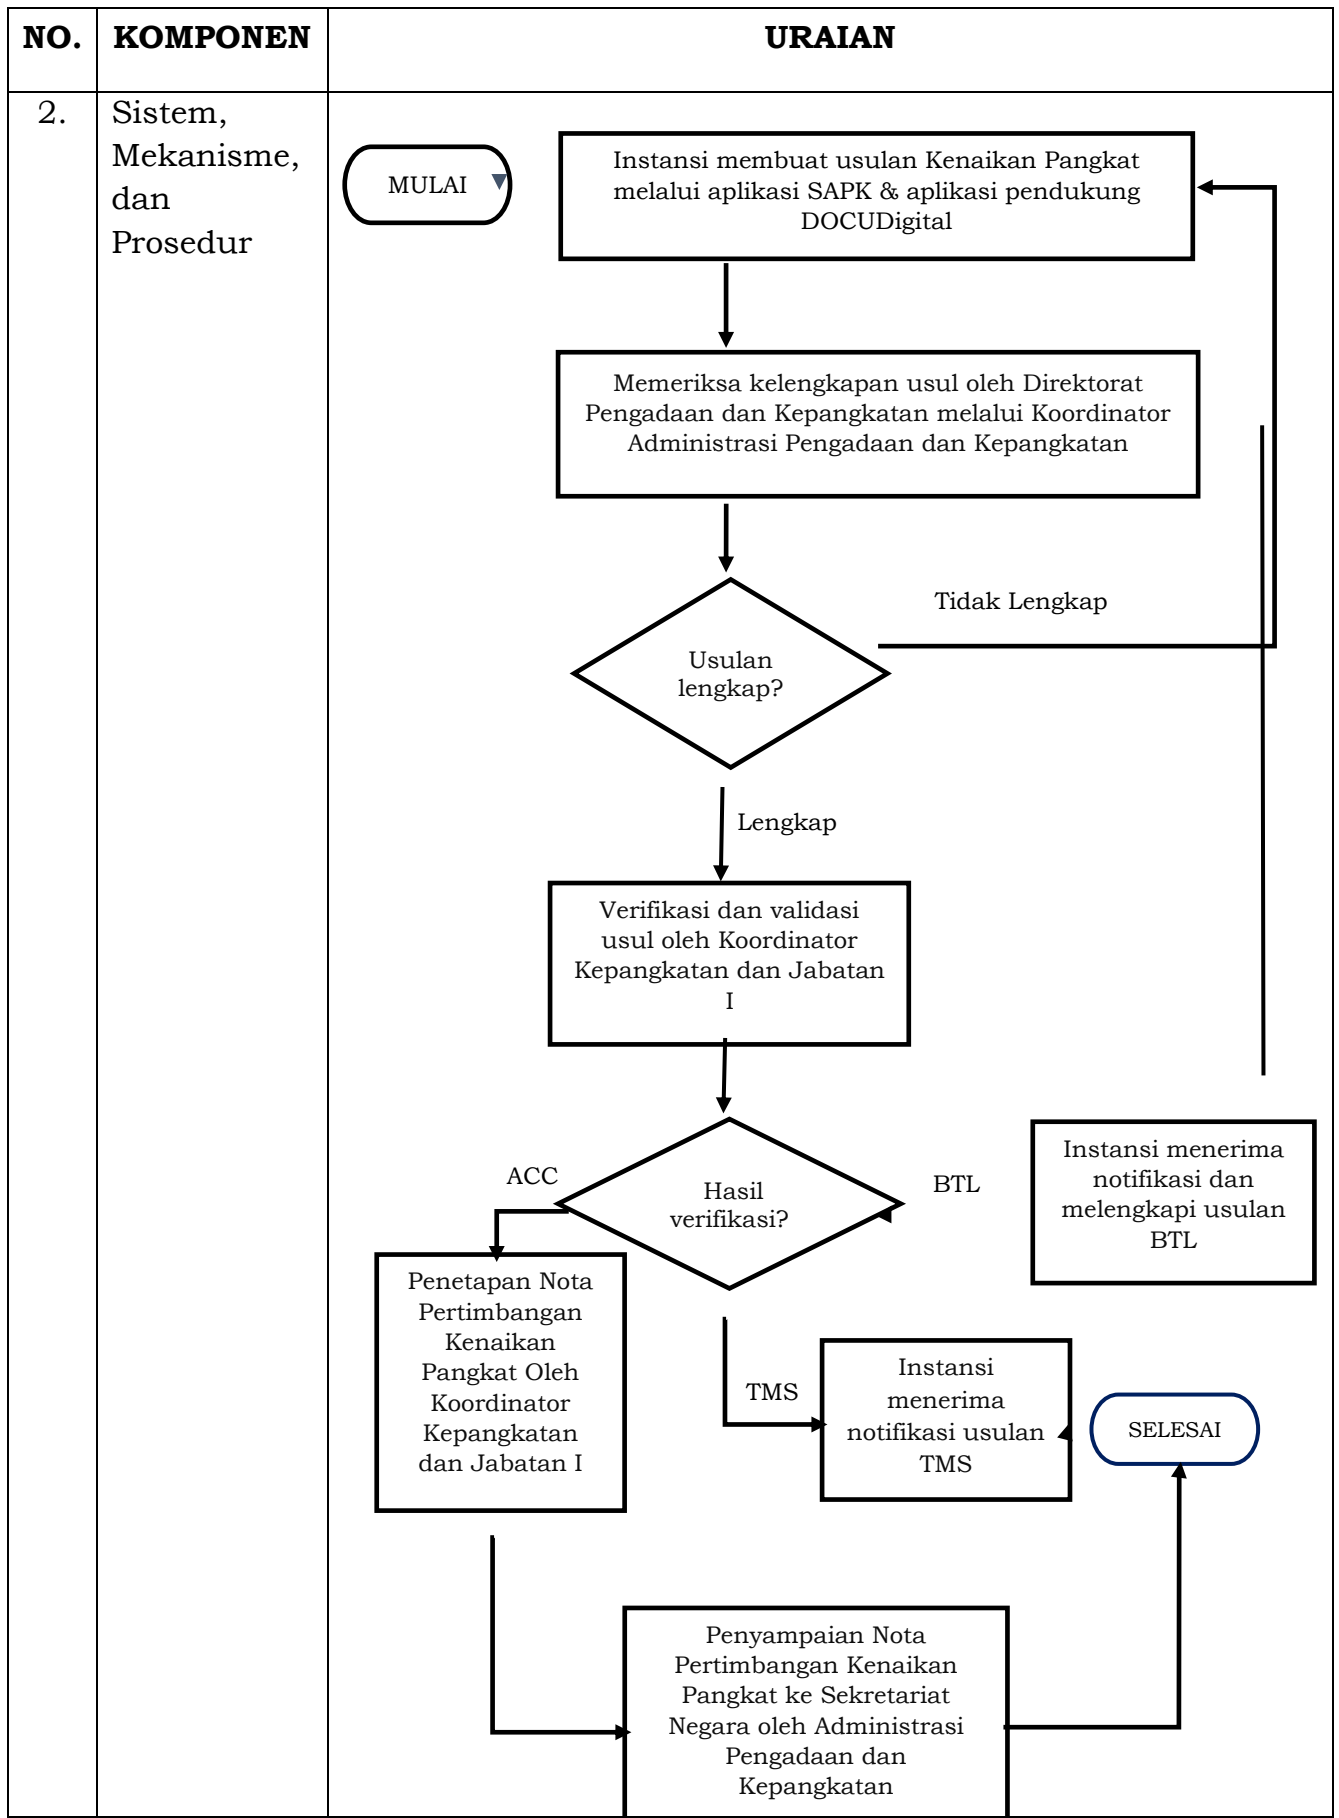 NO.
KOMPONEN
URAIAN
2.
Sistem,
Mekanisme,
dan
Prosedur
MULAI
Instansi membuat usulan Kenaikan Pangkat
melalui aplikasi SAPK & aplikasi pendukung
DOCUDigital
Memeriksa kelengkapan usul oleh Direktorat
Pengadaan dan Kepangkatan melalui Koordinator
Administrasi Pengadaan dan Kepangkatan
Tidak Lengkap
Usulan
lengkap?
Lengkap
Verifikasi dan validasi
usul oleh Koordinator
Kepangkatan dan Jabatan
I
ACC
Hasil
verifikasi?
BTL
Instansi menerima
notifikasi dan
melengkapi usulan
BTL
Penetapan Nota
Pertimbangan
Kenaikan
Pangkat Oleh
Koordinator
Kepangkatan
dan Jabatan I
TMS
Instansi
menerima
notifikasi usulan
TMS
SELESAI
Penyampaian Nota
Pertimbangan Kenaikan
Pangkat ke Sekretariat
Negara oleh Administrasi
Pengadaan dan
Kepangkatan